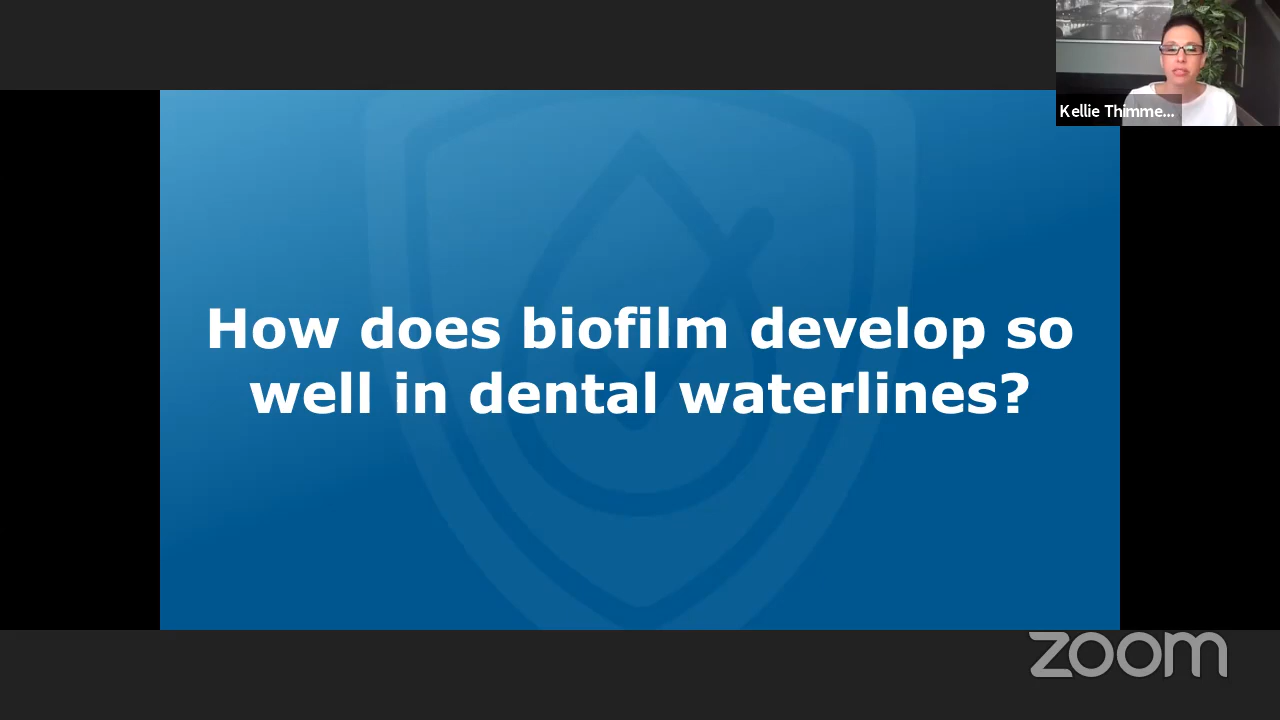 Kellie Thimme...
How does biofilm develop so
well in dental waterlines?
zoom